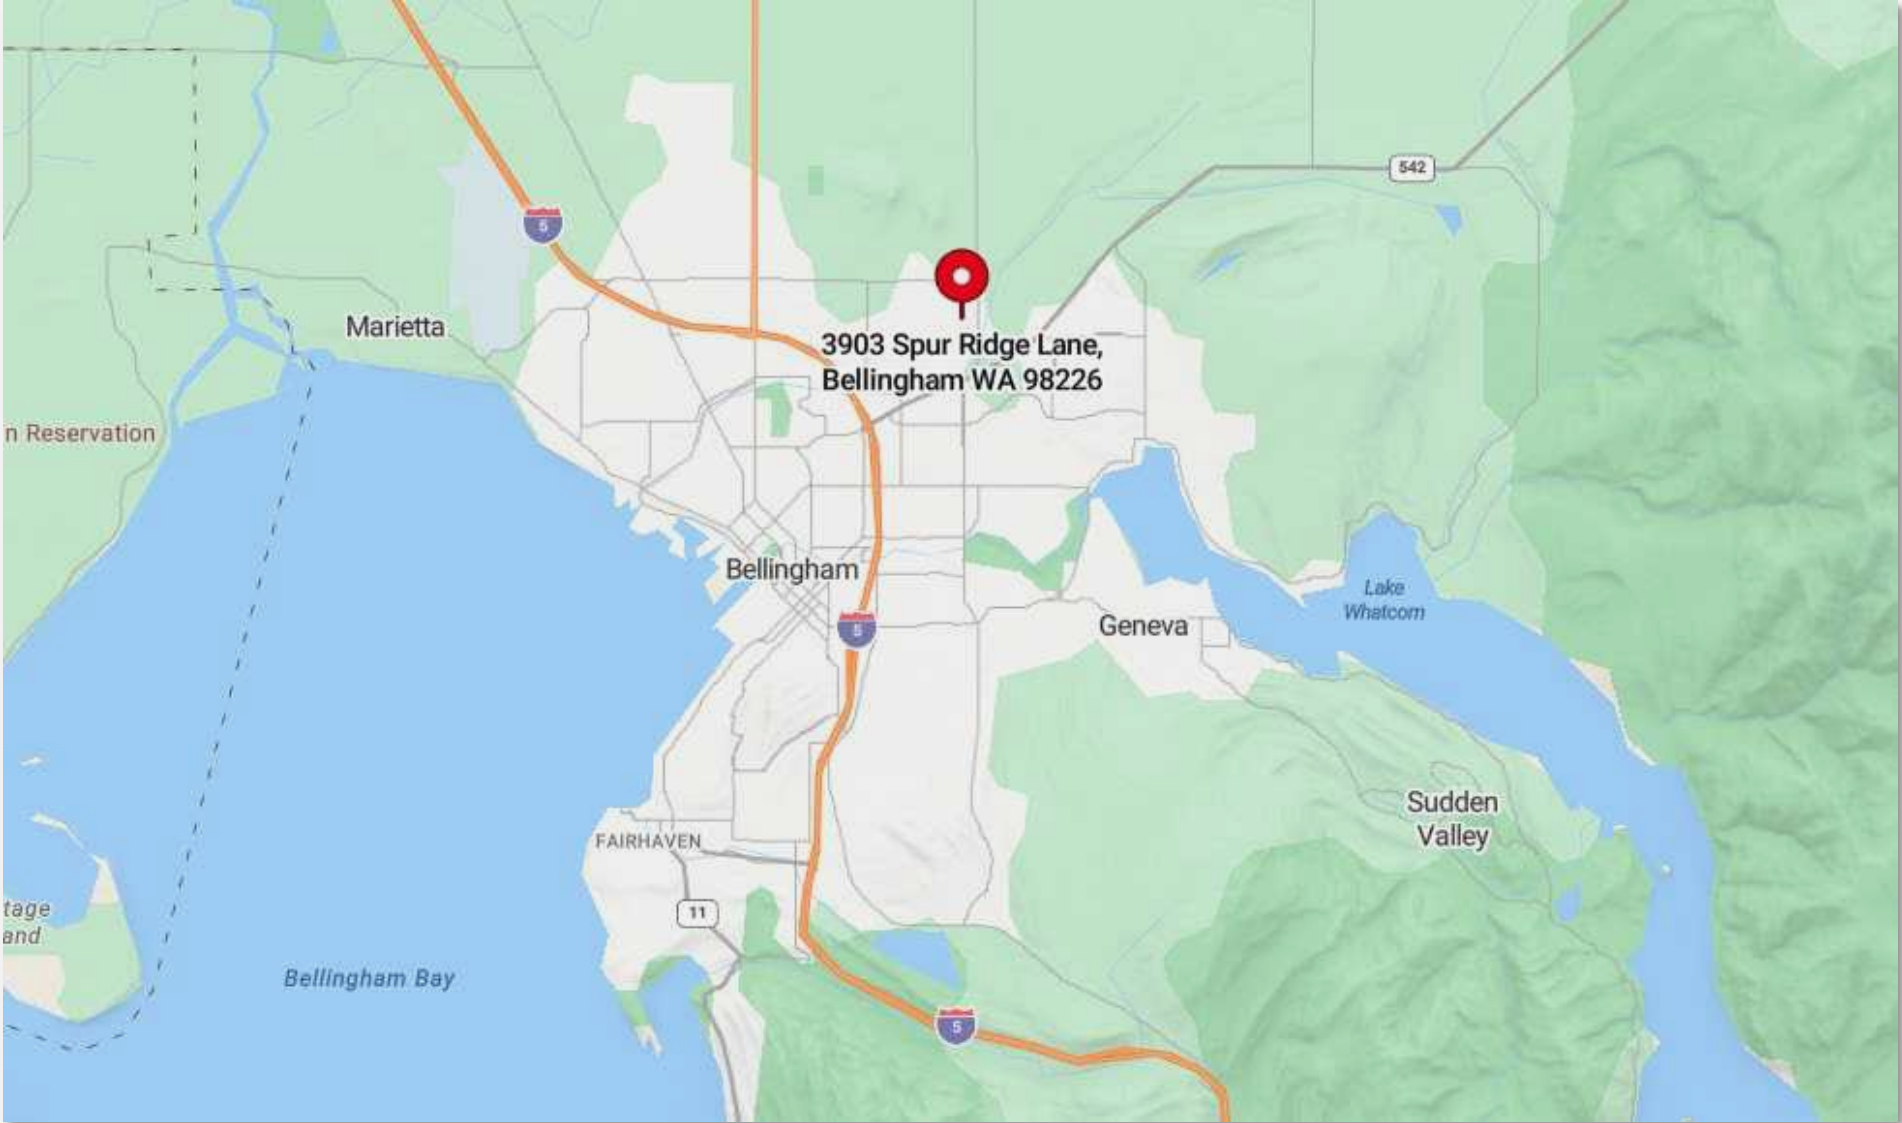 542
5
Marietta
3903 Spur Ridge Lane,
Bellingham WA 98226
n Reservation
Bellingham
Lake
Whatcom
5
Geneva
Sudden
Valley
FAIRHAVEN
11
tage
and
Bellingham Bay
5